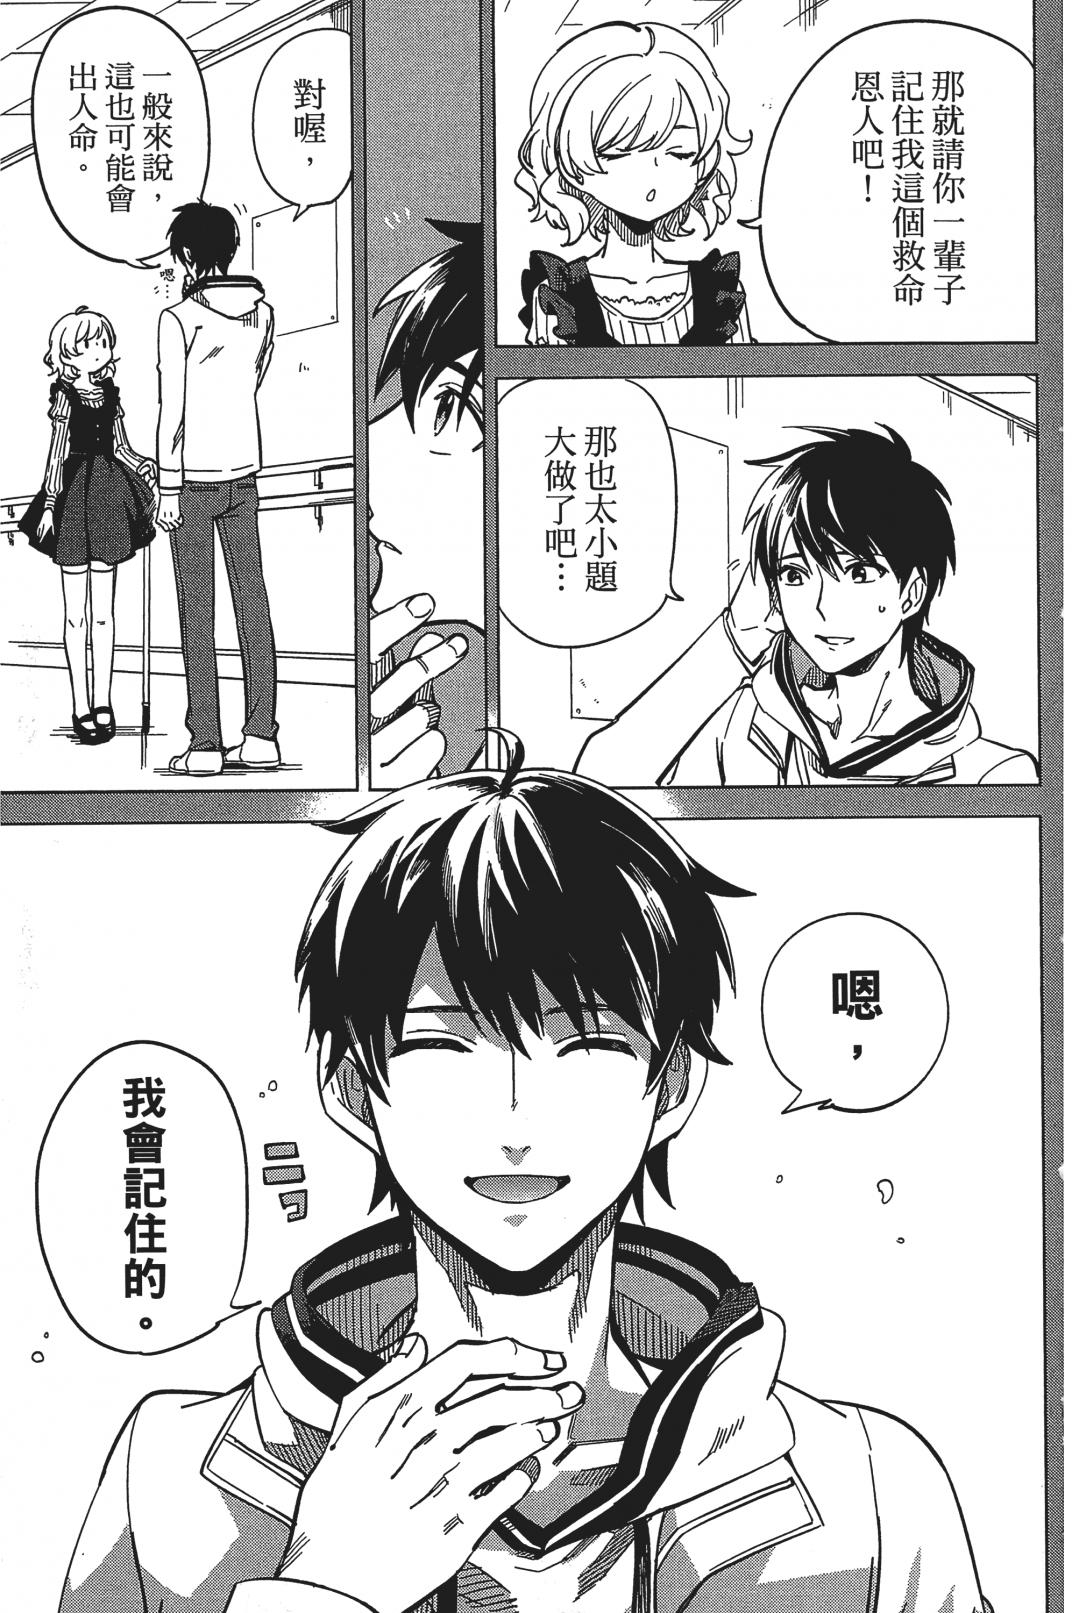 那就請你一輩子
記住我這個救命
恩人吧！
那也太小題
大做了吧…
對喔，
一般來說，
這也可能會
出人命。
嗯…
嗯，
我會記住的。
ニコ